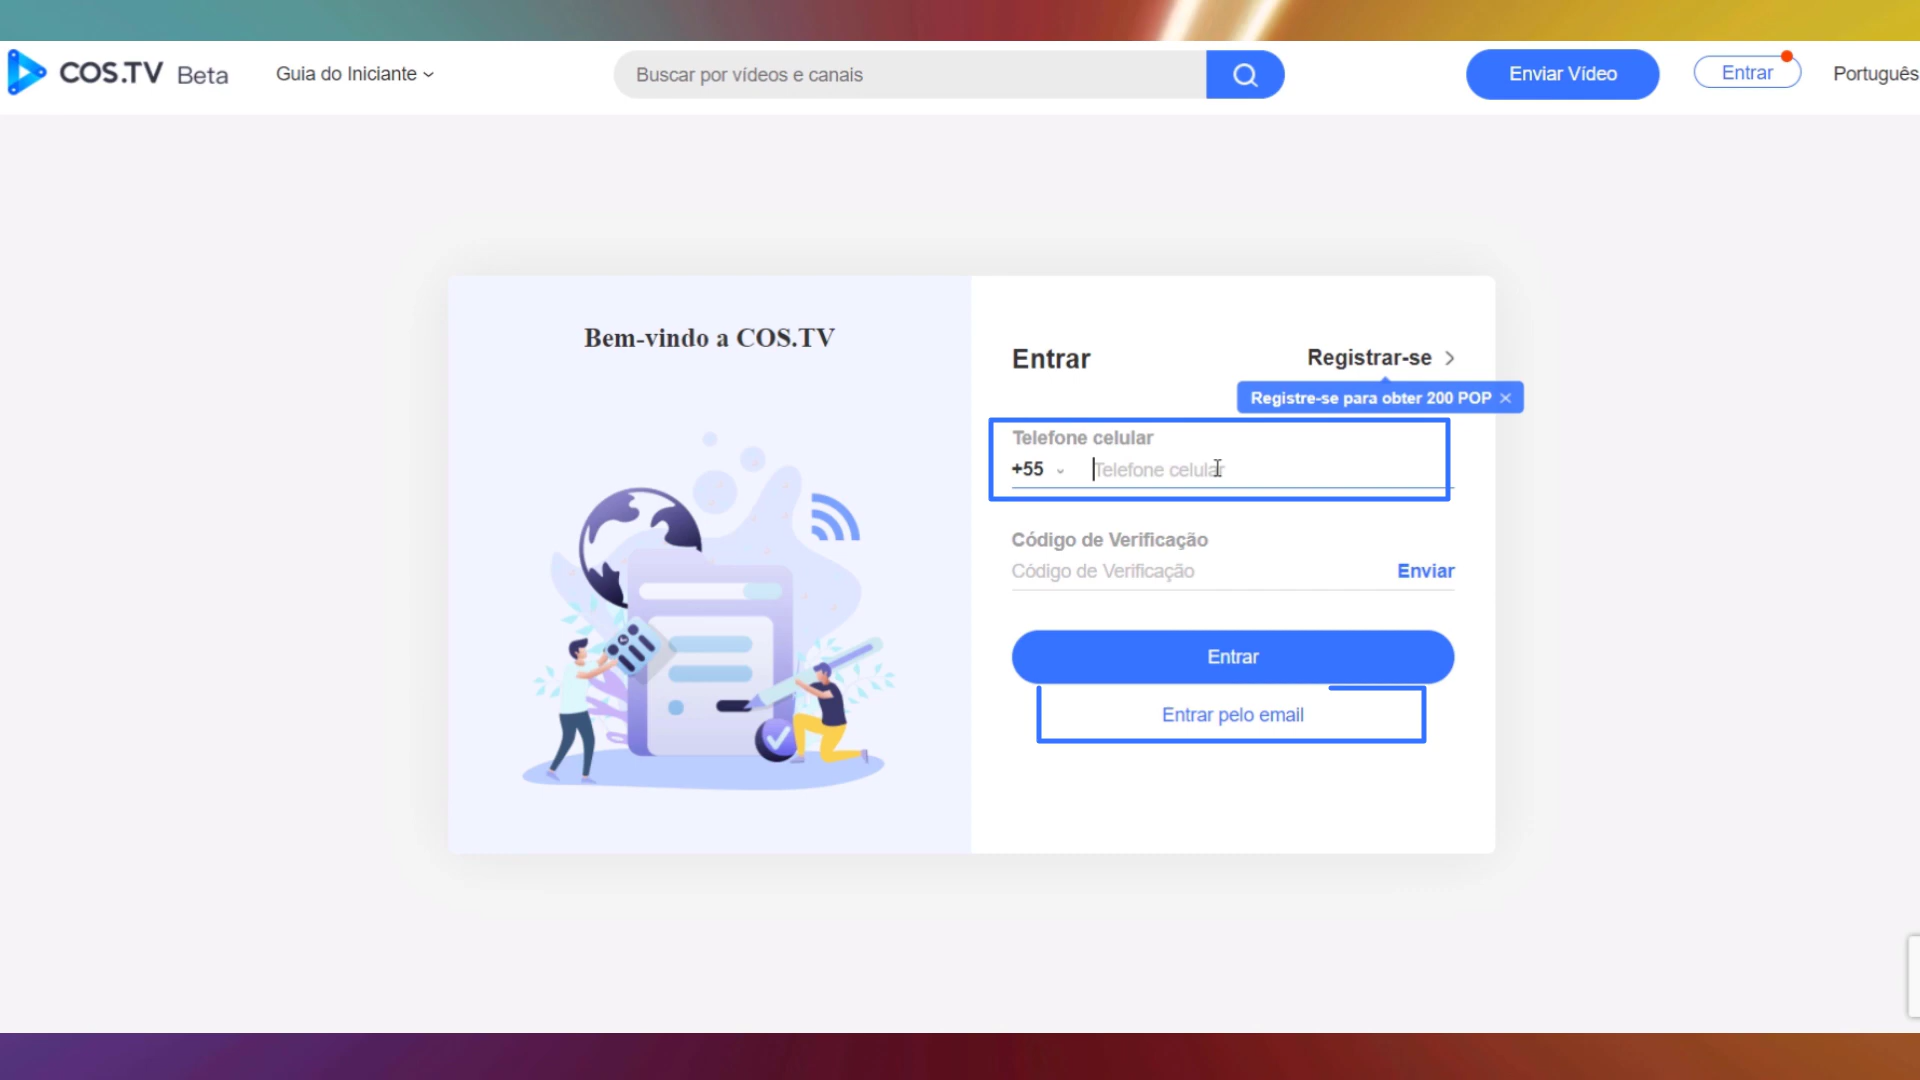 COS.TV Beta
Guia do Iniciante
Buscar por vídeos e canais
Enviar Vídeo
Entrar
Português
Bem-vindo a COS.TV
Entrar
Registrar-se
Registre-se para obter 200 POP
Telefone celular
+55
Telefone celular
Código de Verificação
Código de Verificação
Enviar
Entrar
Entrar pelo email